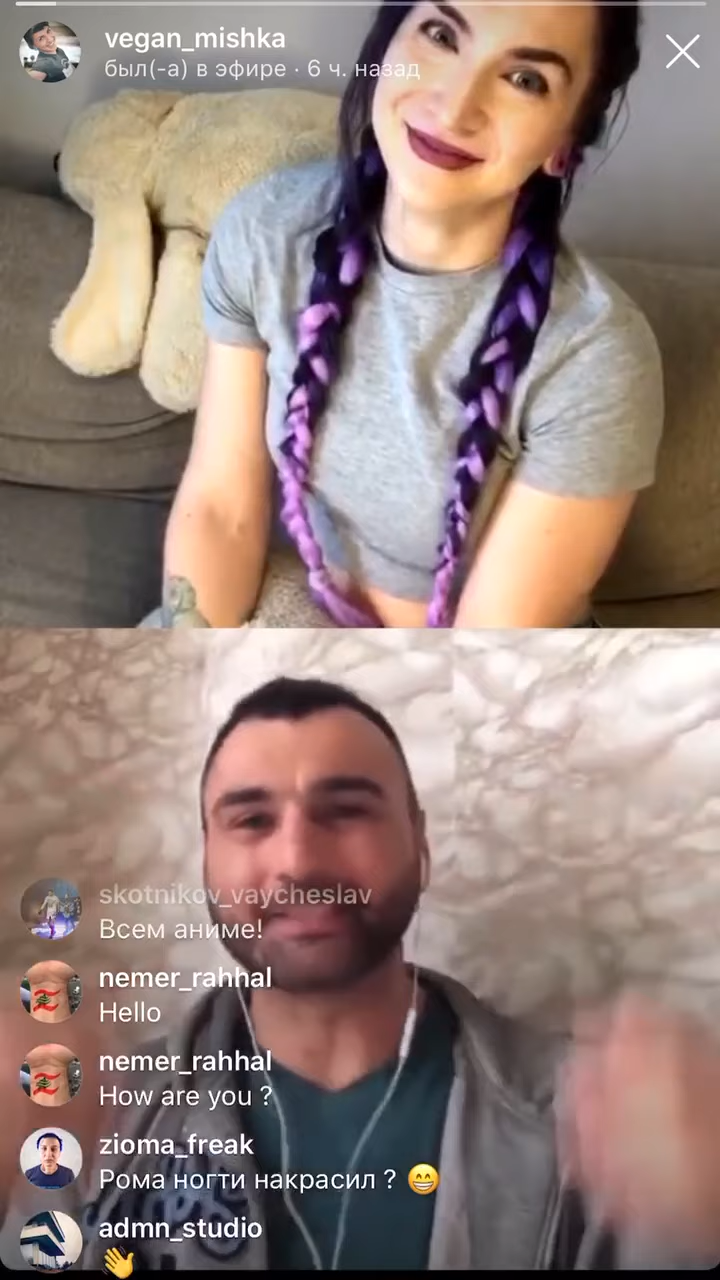 vegan_mishka
был(-а) в эфире · 6 ч. назад
skotnikov_vaycheslav
Всем аниме!
nemer_rahhal
Hello
nemer_rahhal
How are you ?
zioma_freak
Рома ногти накрасил ? 😁
admn_studio
👋